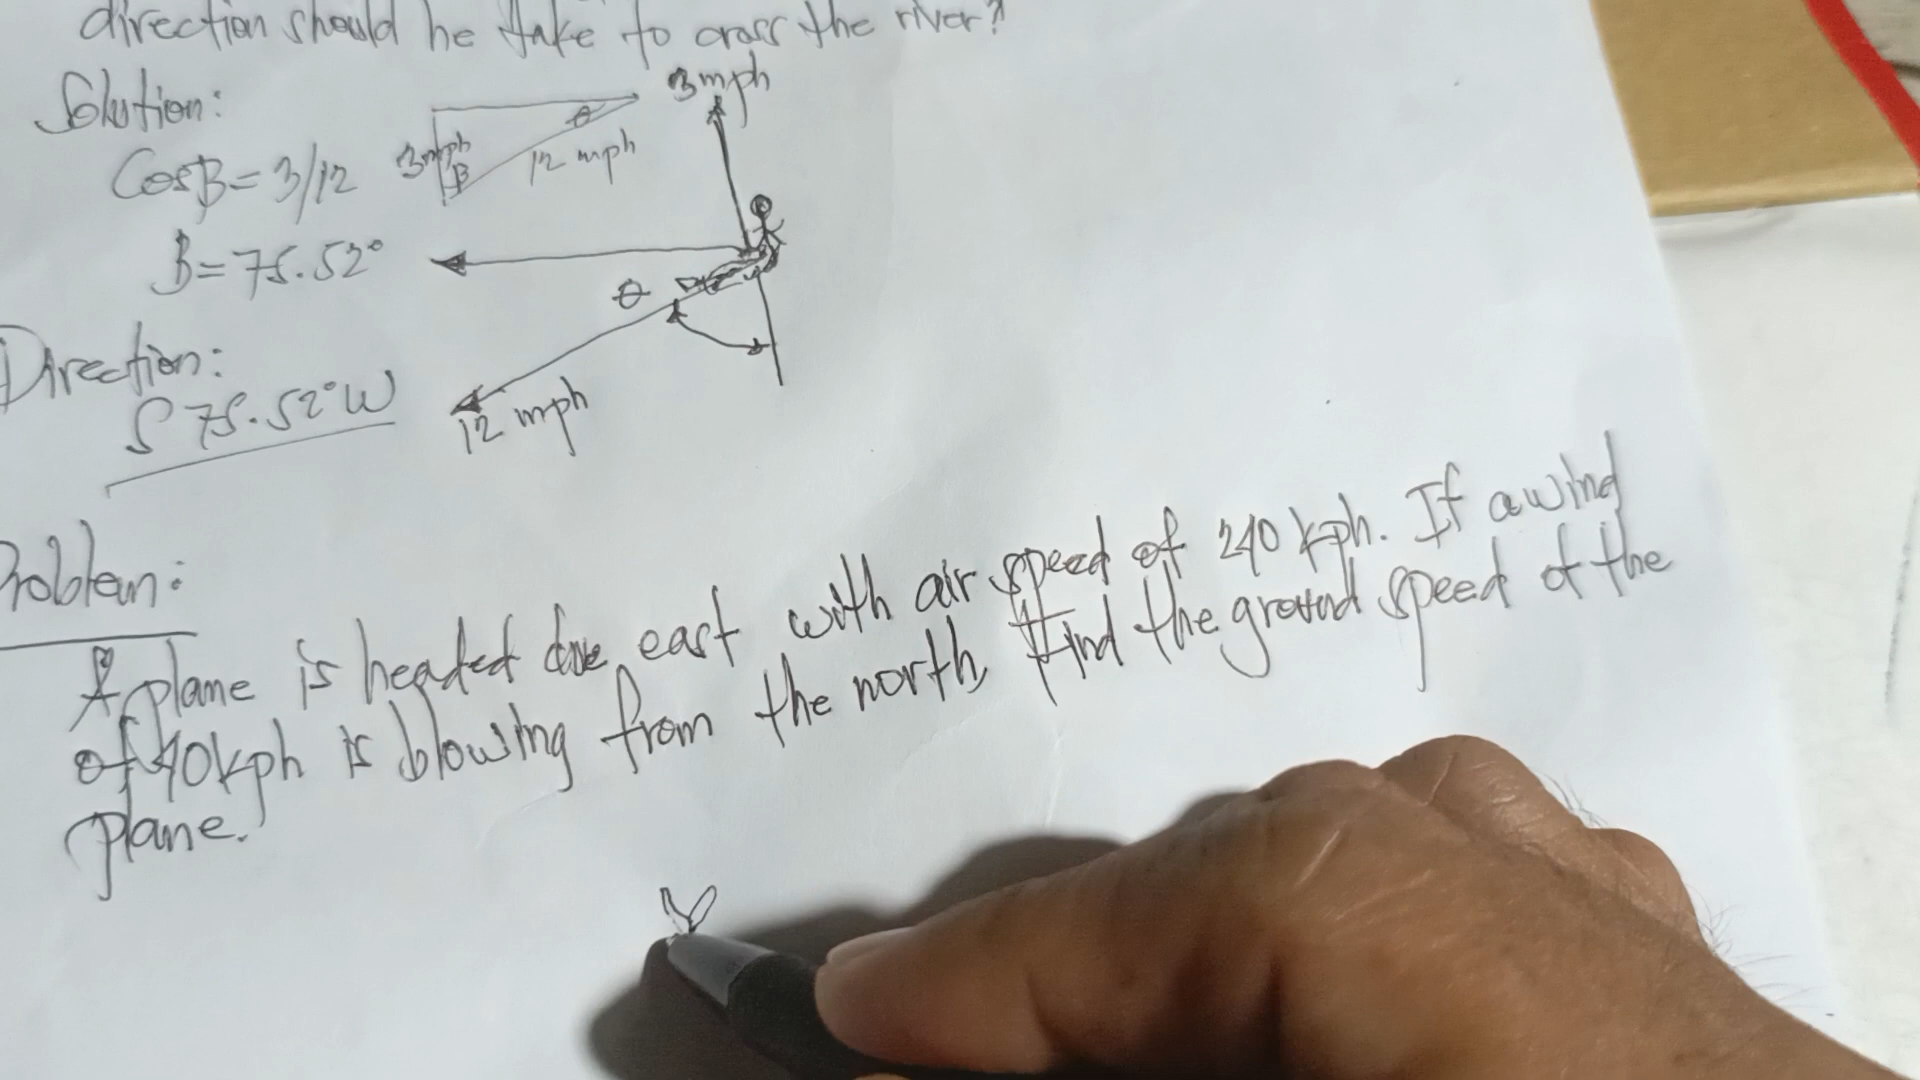 direction should he take to cross the river?
Solution:
3mph
CosB = 3/12
3mph
B
θ
12 mph
B = 75.52°
θ
Direction:
S 75.52° W
12 mph
Problem:
A plane is headed due east with air speed of 240 kph. If a wind
of 40kph is blowing from the north, find the ground speed of the
plane.